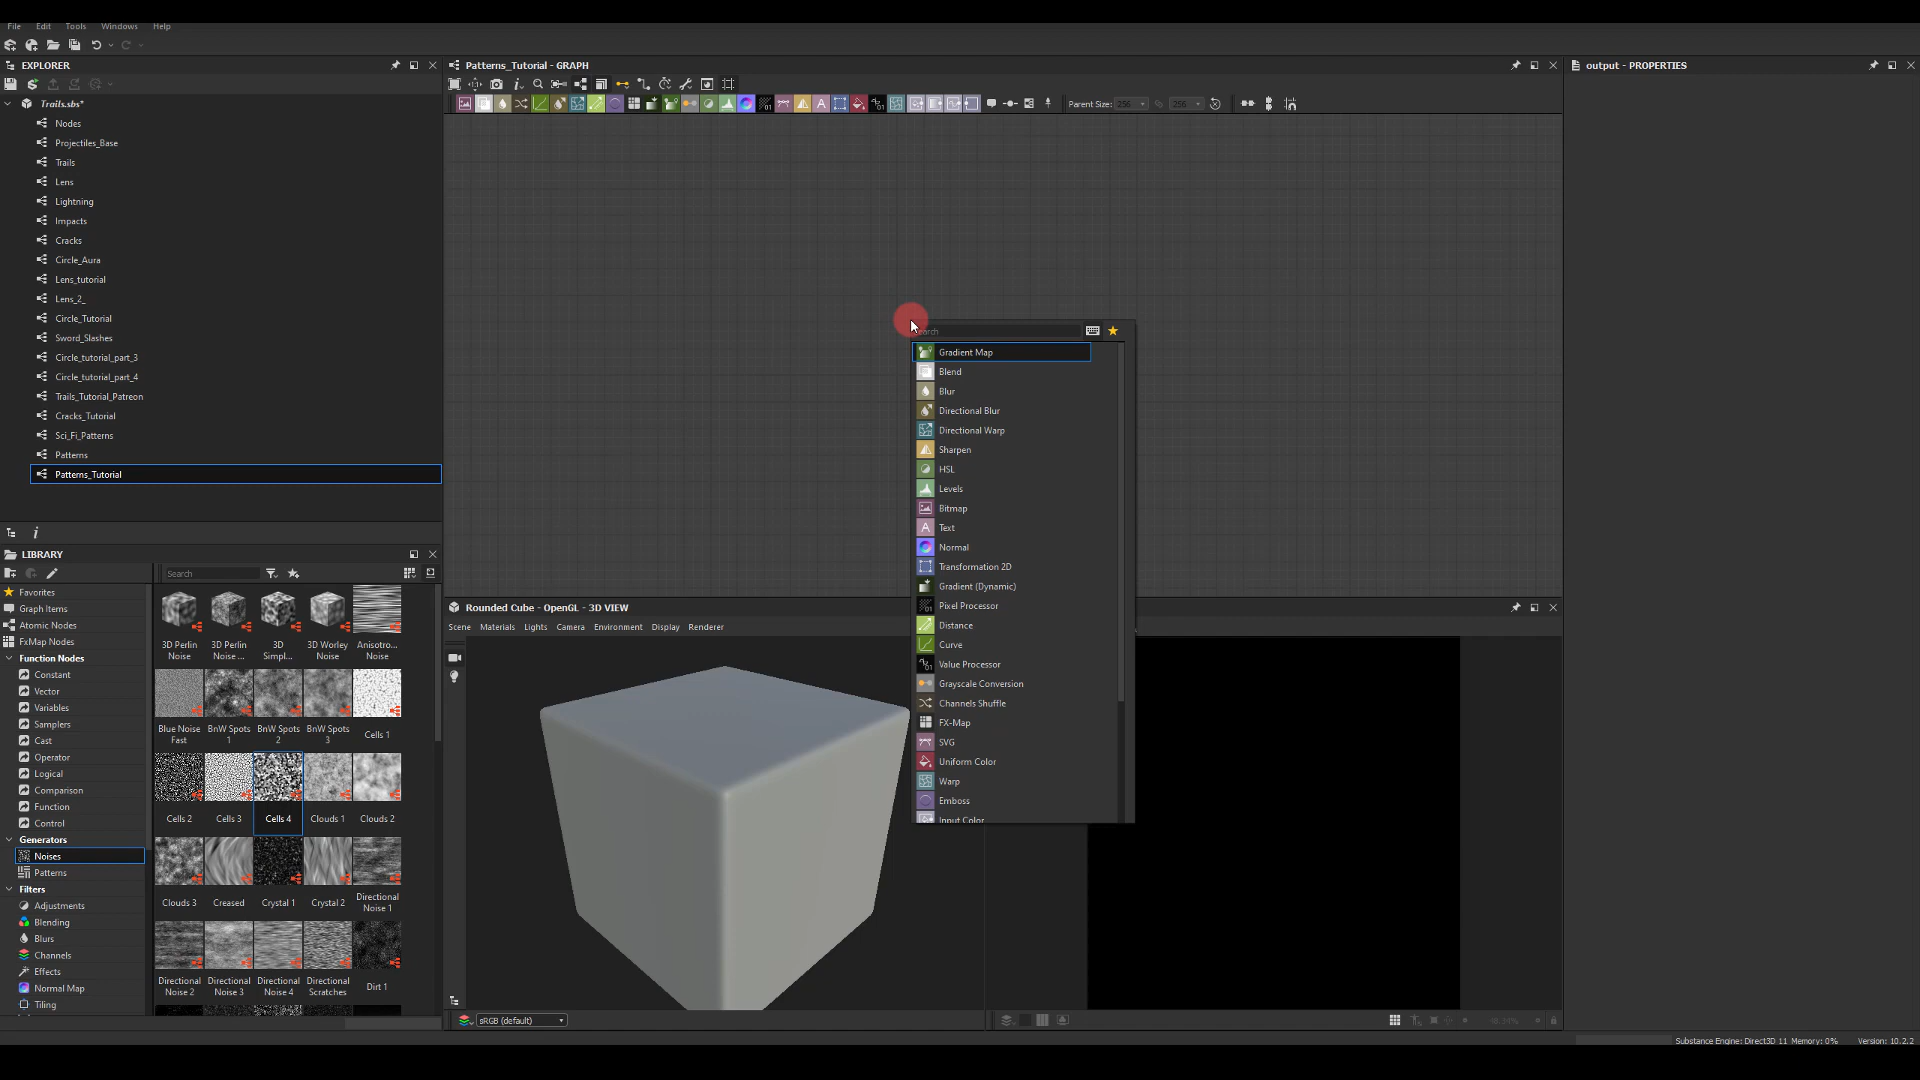 File Edit Tools Windows Help
EXPLORER
Trails.sbs*
Nodes
Projectiles_Base
Trails
Lens
Lightning
Impacts
Cracks
Circle_Aura
Lens_tutorial
Lens_2_
Circle_Tutorial
Sword_Slashes
Circle_tutorial_part_3
Circle_tutorial_part_4
Trails_Tutorial_Patreon
Cracks_Tutorial
Sci_Fi_Patterns
Patterns
Patterns_Tutorial
LIBRARY
Search
Favorites
Graph Items
Atomic Nodes
FxMap Nodes
Function Nodes
Constant
Vector
Variables
Samplers
Cast
Operator
Logical
Comparison
Function
Control
Generators
Noises
Patterns
Filters
Adjustments
Blending
Blurs
Channels
Effects
Normal Map
Tiling
3D Perlin Noise
3D Perlin Noise ...
3D Simpl...
3D Worley Noise
Anisotro... Noise
Blue Noise Fast
BnW Spots 1
BnW Spots 2
BnW Spots 3
Cells 1
Cells 2
Cells 3
Cells 4
Clouds 1
Clouds 2
Clouds 3
Creased
Crystal 1
Crystal 2
Directional Noise 1
Directional Noise 2
Directional Noise 3
Directional Noise 4
Directional Scratches
Dirt 1
Patterns_Tutorial - GRAPH
Parent Size: 256 256
Gradient Map
Blend
Blur
Directional Blur
Directional Warp
Sharpen
HSL
Levels
Bitmap
Text
Normal
Transformation 2D
Gradient (Dynamic)
Pixel Processor
Distance
Curve
Value Processor
Grayscale Conversion
Channels Shuffle
FX-Map
SVG
Uniform Color
Warp
Emboss
Input Color
Rounded Cube - OpenGL - 3D VIEW
Scene Materials Lights Camera Environment Display Renderer
sRGB (default)
output - PROPERTIES
Substance Engine: Direct3D 11 Memory: 0% Version: 10.2.2